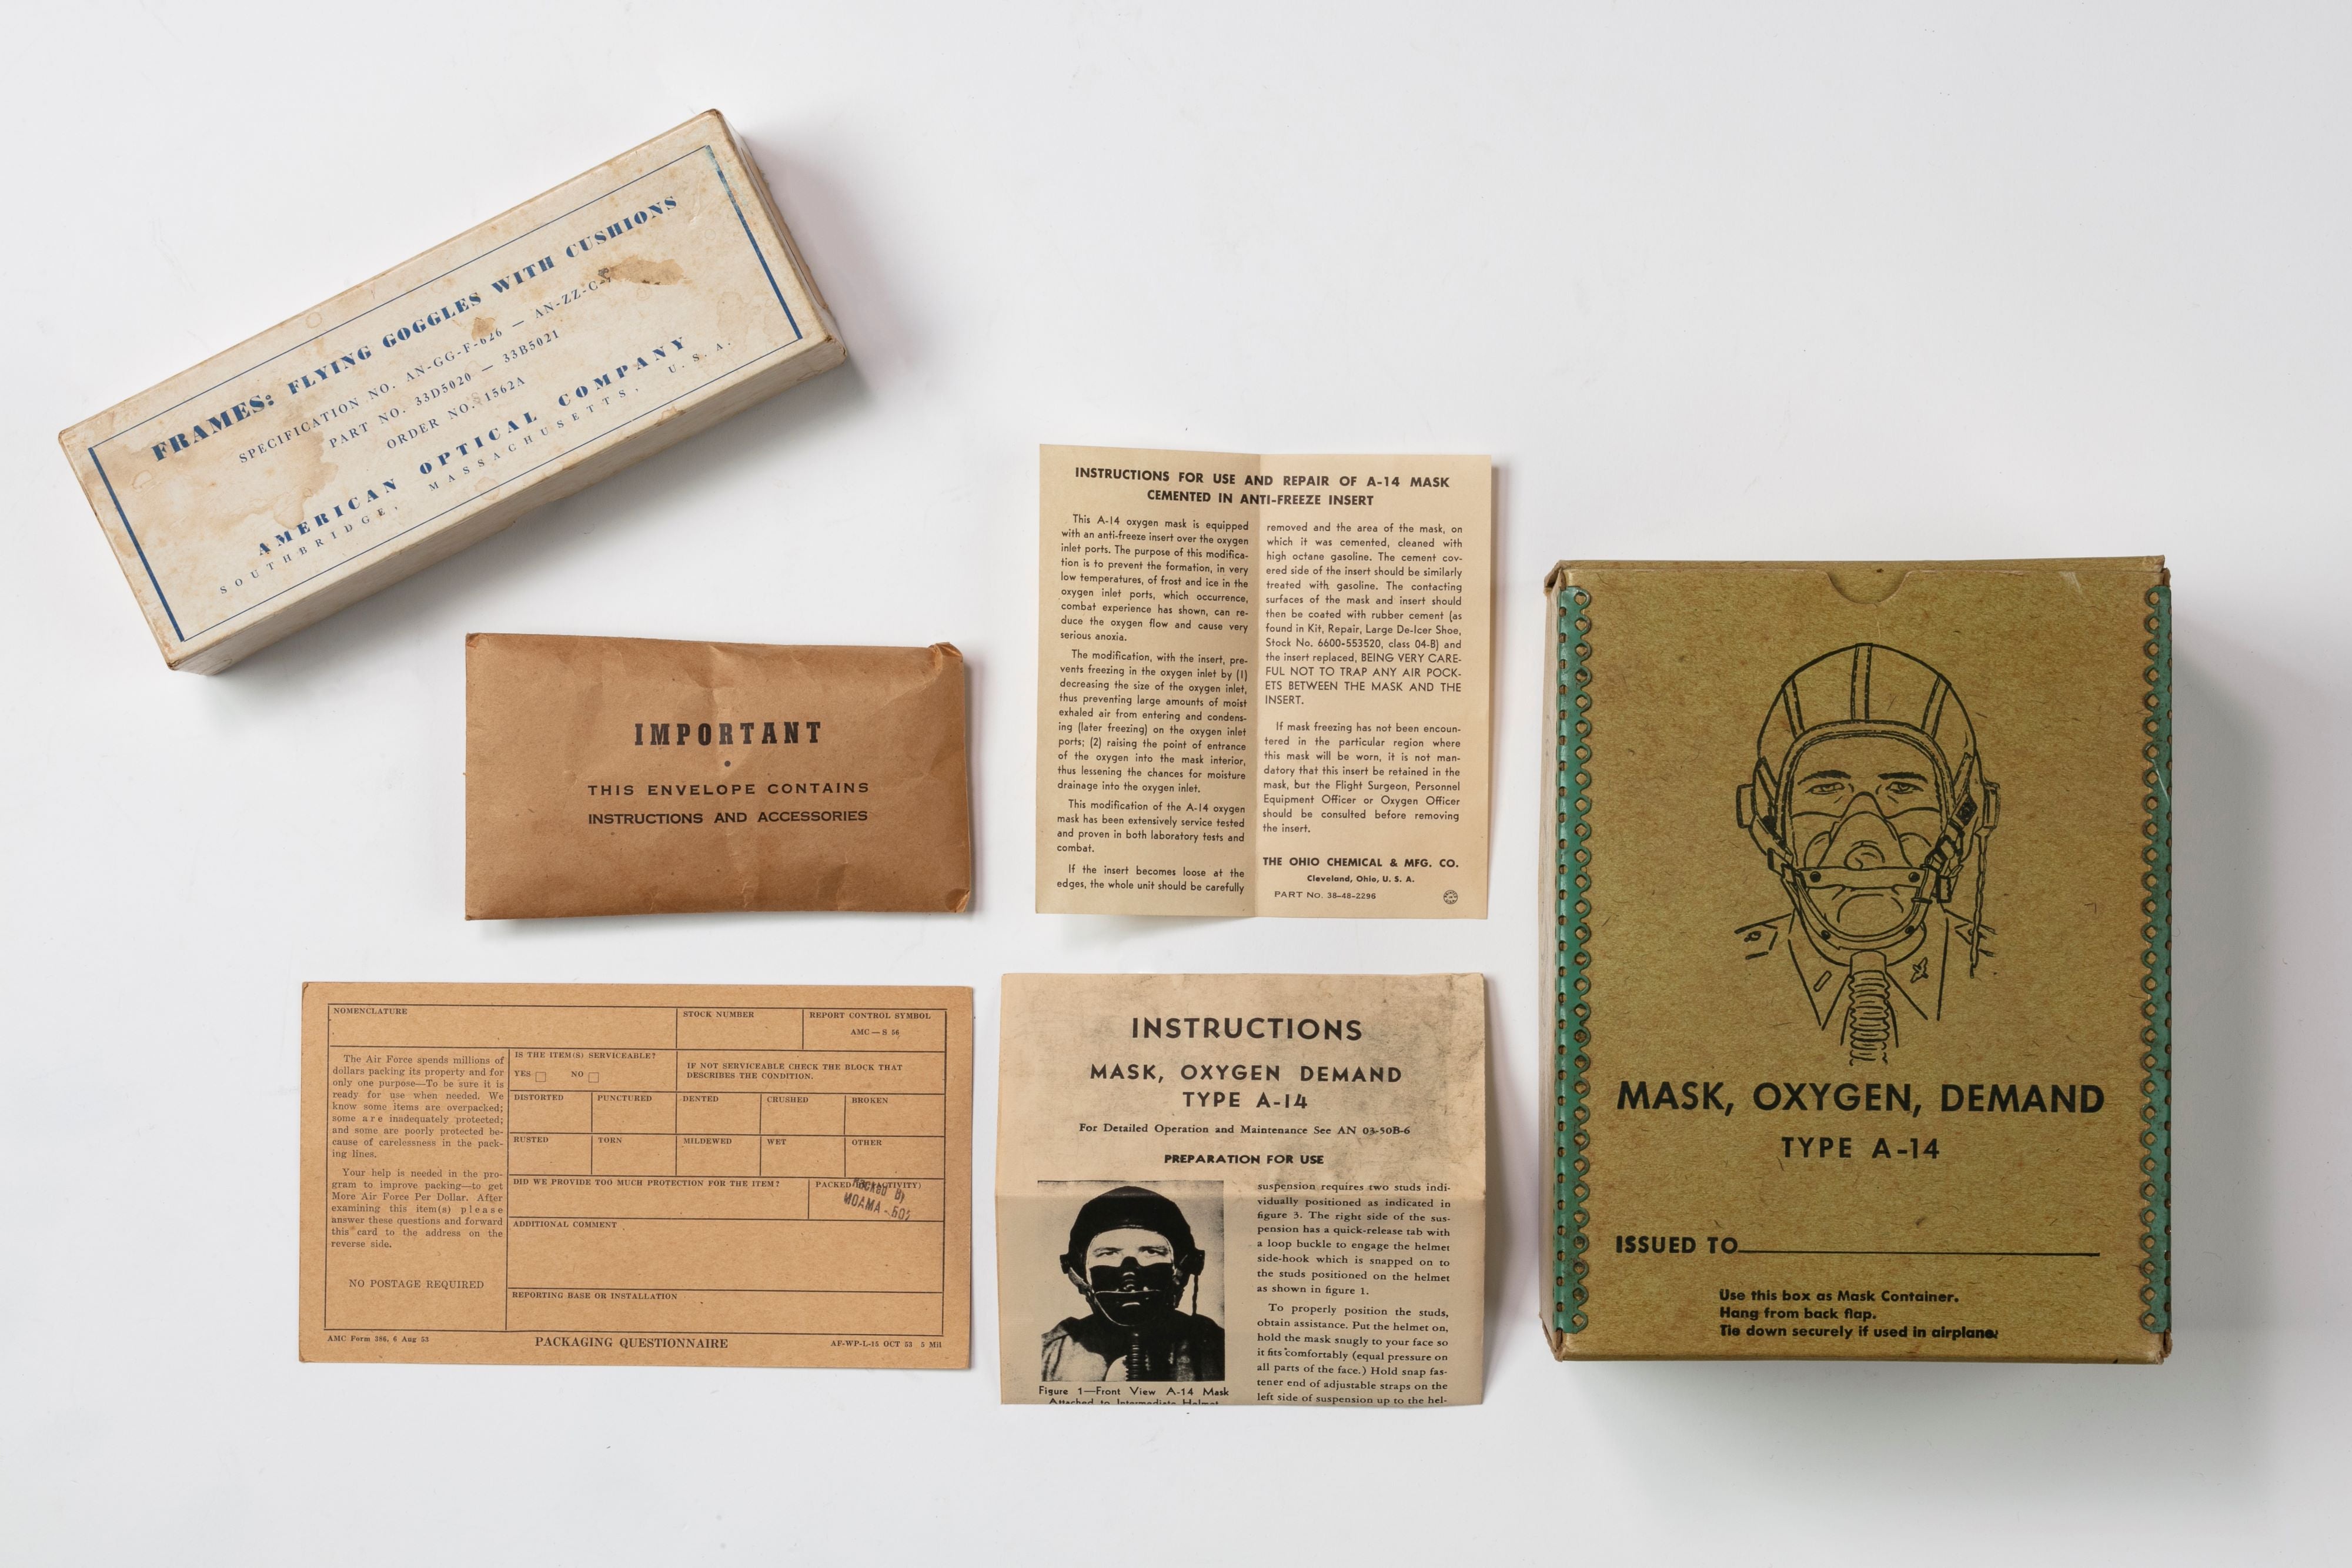 FRAMES: FLYING GOGGLES WITH CUSHIONS
SPECIFICATION NO. AN-GG-F-626 — AN-ZZ-C-
PART NO. 33D5020 — 33B5021
ORDER NO. 1562A
AMERICAN OPTICAL COMPANY
SOUTHBRIDGE, MASSACHUSETTS, U. S. A.
IMPORTANT
•
THIS ENVELOPE CONTAINS
INSTRUCTIONS AND ACCESSORIES
INSTRUCTIONS FOR USE AND REPAIR OF A-14 MASK
CEMENTED IN ANTI-FREEZE INSERT
This A-14 oxygen mask is equipped
with an anti-freeze insert over the oxygen
inlet ports. The purpose of this modifica-
tion is to prevent the formation, in very
low temperatures, of frost and ice in the
oxygen inlet ports, which occurrence,
combat experience has shown, can re-
duce the oxygen flow and cause very
serious anoxia.
The modification, with the insert, pre-
vents freezing in the oxygen inlet by (1)
decreasing the size of the oxygen inlet,
thus preventing large amounts of moist
exhaled air from entering and condens-
ing (later freezing) on the oxygen inlet
ports; (2) raising the point of entrance
of the oxygen into the mask interior,
thus lessening the chances for moisture
drainage into the oxygen inlet.
This modification of the A-14 oxygen
mask has been extensively service tested
and proven in both laboratory tests and
combat.
If the insert becomes loose at the
edges, the whole unit should be carefully
removed and the area of the mask, on
which it was cemented, cleaned with
high octane gasoline. The cement cov-
ered side of the insert should be similarly
treated with gasoline. The contacting
surfaces of the mask and insert should
then be coated with rubber cement (as
found in Kit, Repair, Large De-Icer Shoe,
Stock No. 6600-553520, class 04-B) and
the insert replaced, BEING VERY CARE-
FUL NOT TO TRAP ANY AIR POCK-
ETS BETWEEN THE MASK AND THE
INSERT.
If mask freezing has not been encoun-
tered in the particular region where
this mask will be worn, it is not man-
datory that this insert be retained in the
mask, but the Flight Surgeon, Personnel
Equipment Officer or Oxygen Officer
should be consulted before removing
the insert.
THE OHIO CHEMICAL & MFG. CO.
Cleveland, Ohio, U. S. A.
PART NO. 38-48-2296
NOMENCLATURE
STOCK NUMBER
REPORT CONTROL SYMBOL
AMC — S 56
The Air Force spends millions of
dollars packing its property and for
only one purpose—To be sure it is
ready for use when needed. We
know some items are overpacked;
some are inadequately protected;
and some are poorly protected be-
cause of carelessness in the pack-
ing lines.
Your help is needed in the pro-
gram to improve packing—to get
More Air Force Per Dollar. After
examining this item(s) please
answer these questions and forward
this card to the address on the
reverse side.
NO POSTAGE REQUIRED
IS THE ITEM(S) SERVICEABLE?
YES NO
IF NOT SERVICEABLE CHECK THE BLOCK THAT
DESCRIBES THE CONDITION.
DISTORTED PUNCTURED DENTED CRUSHED BROKEN
RUSTED TORN MILDEWED WET OTHER
DID WE PROVIDE TOO MUCH PROTECTION FOR THE ITEM?
PACKED
PACKED BY
MOAMA - 502
ADDITIONAL COMMENT
REPORTING BASE OR INSTALLATION
AMC Form 386, 6 Aug 53
PACKAGING QUESTIONNAIRE
AF-WP-L-15 OCT 53 5 Mil
INSTRUCTIONS
MASK, OXYGEN DEMAND
TYPE A-14
For Detailed Operation and Maintenance See AN 03-50B-6
PREPARATION FOR USE
Figure 1—Front View A-14 Mask
Attached to Intermediate Helmet
suspension requires two studs indi-
vidually positioned as indicated in
figure 3. The right side of the sus-
pension has a quick-release tab with
a loop buckle to engage the helmet
side-hook which is snapped on to
the studs positioned on the helmet
as shown in figure 1.
To properly position the studs,
obtain assistance. Put the helmet on,
hold the mask snugly to your face so
it fits comfortably (equal pressure on
all parts of the face.) Hold snap fas-
tener end of adjustable straps on the
left side of suspension up to the hel-
MASK, OXYGEN, DEMAND
TYPE A-14
ISSUED TO
Use this box as Mask Container.
Hang from back flap.
Tie down securely if used in airplane.